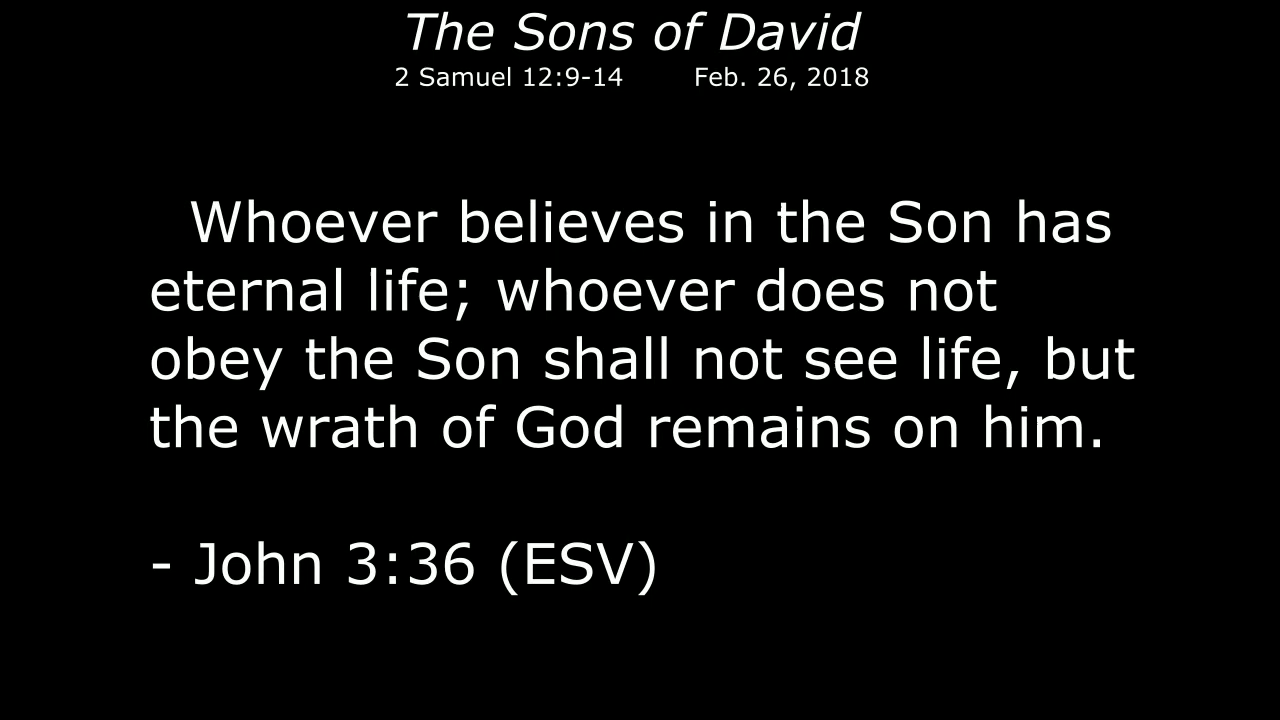 The Sons of David
2 Samuel 12:9-14 Feb. 26, 2018
Whoever believes in the Son has
eternal life; whoever does not
obey the Son shall not see life, but
the wrath of God remains on him.
- John 3:36 (ESV)